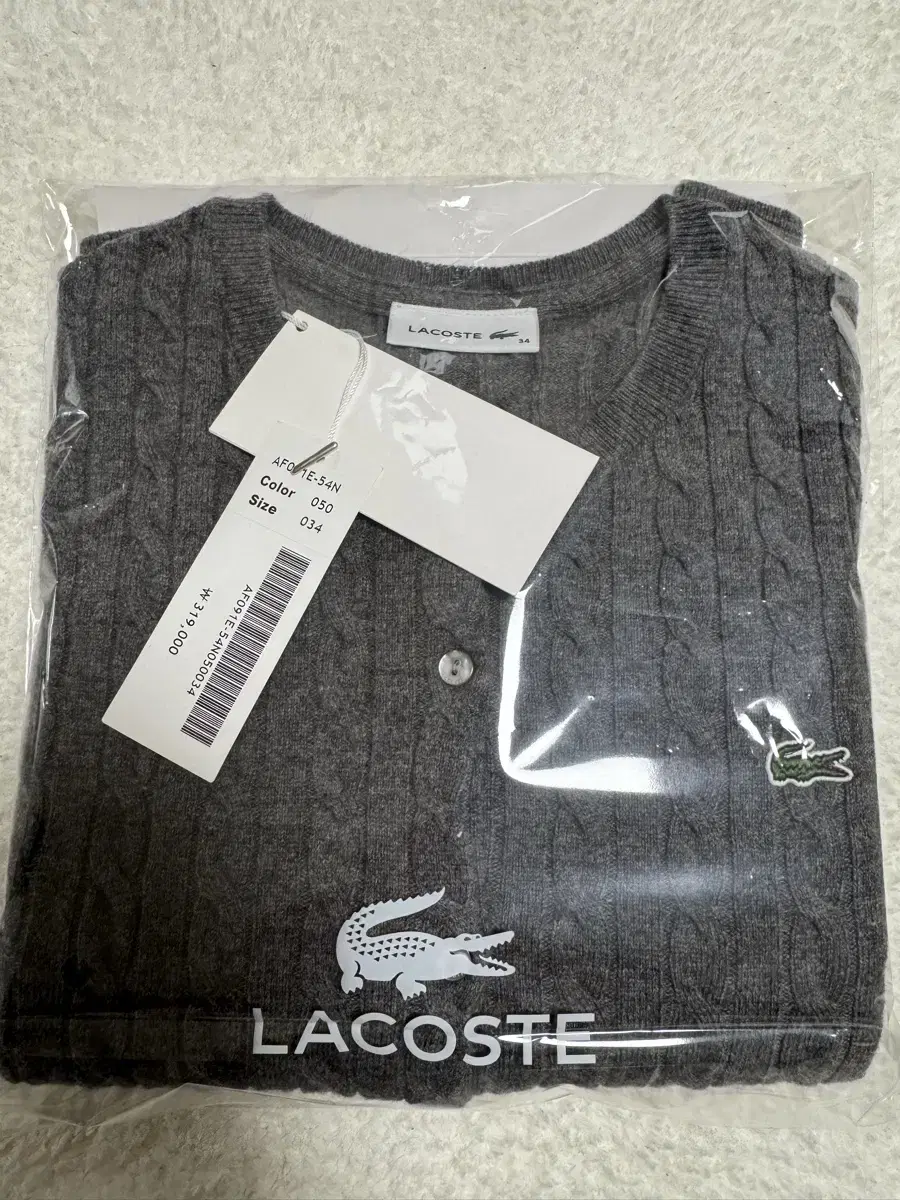 LACOSTE
34
AF091E-54N
Color 050
Size 034
AF091E-54N050034
₩319,000
LACOSTE